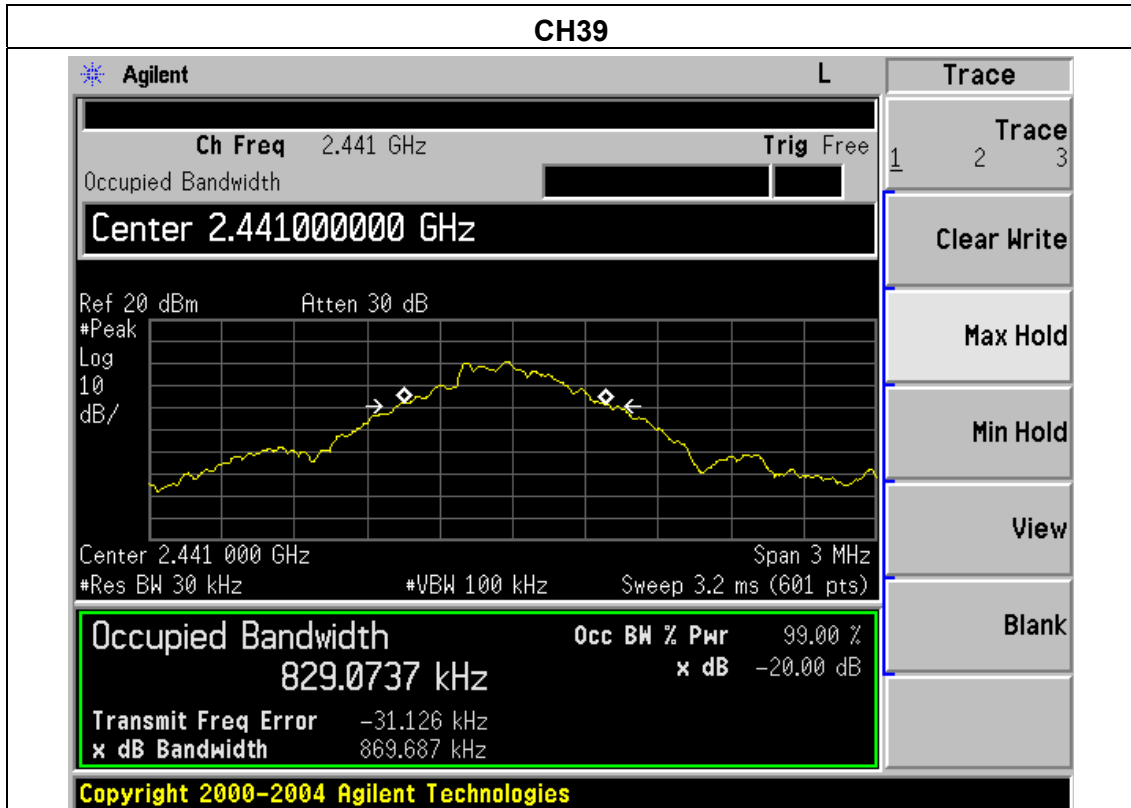 CH39
Agilent L Trace
Ch Freq 2.441 GHz Trig Free
Occupied Bandwidth
Center 2.441000000 GHz
Ref 20 dBm Atten 30 dB
#Peak
Log
10
dB/
Center 2.441 000 GHz Span 3 MHz
#Res BW 30 kHz #VBW 100 kHz Sweep 3.2 ms (601 pts)
Occupied Bandwidth
829.0737 kHz
Occ BW % Pwr 99.00 %
x dB -20.00 dB
Transmit Freq Error -31.126 kHz
x dB Bandwidth 869.687 kHz
Copyright 2000-2004 Agilent Technologies
Trace
1 2 3
Clear Write
Max Hold
Min Hold
View
Blank